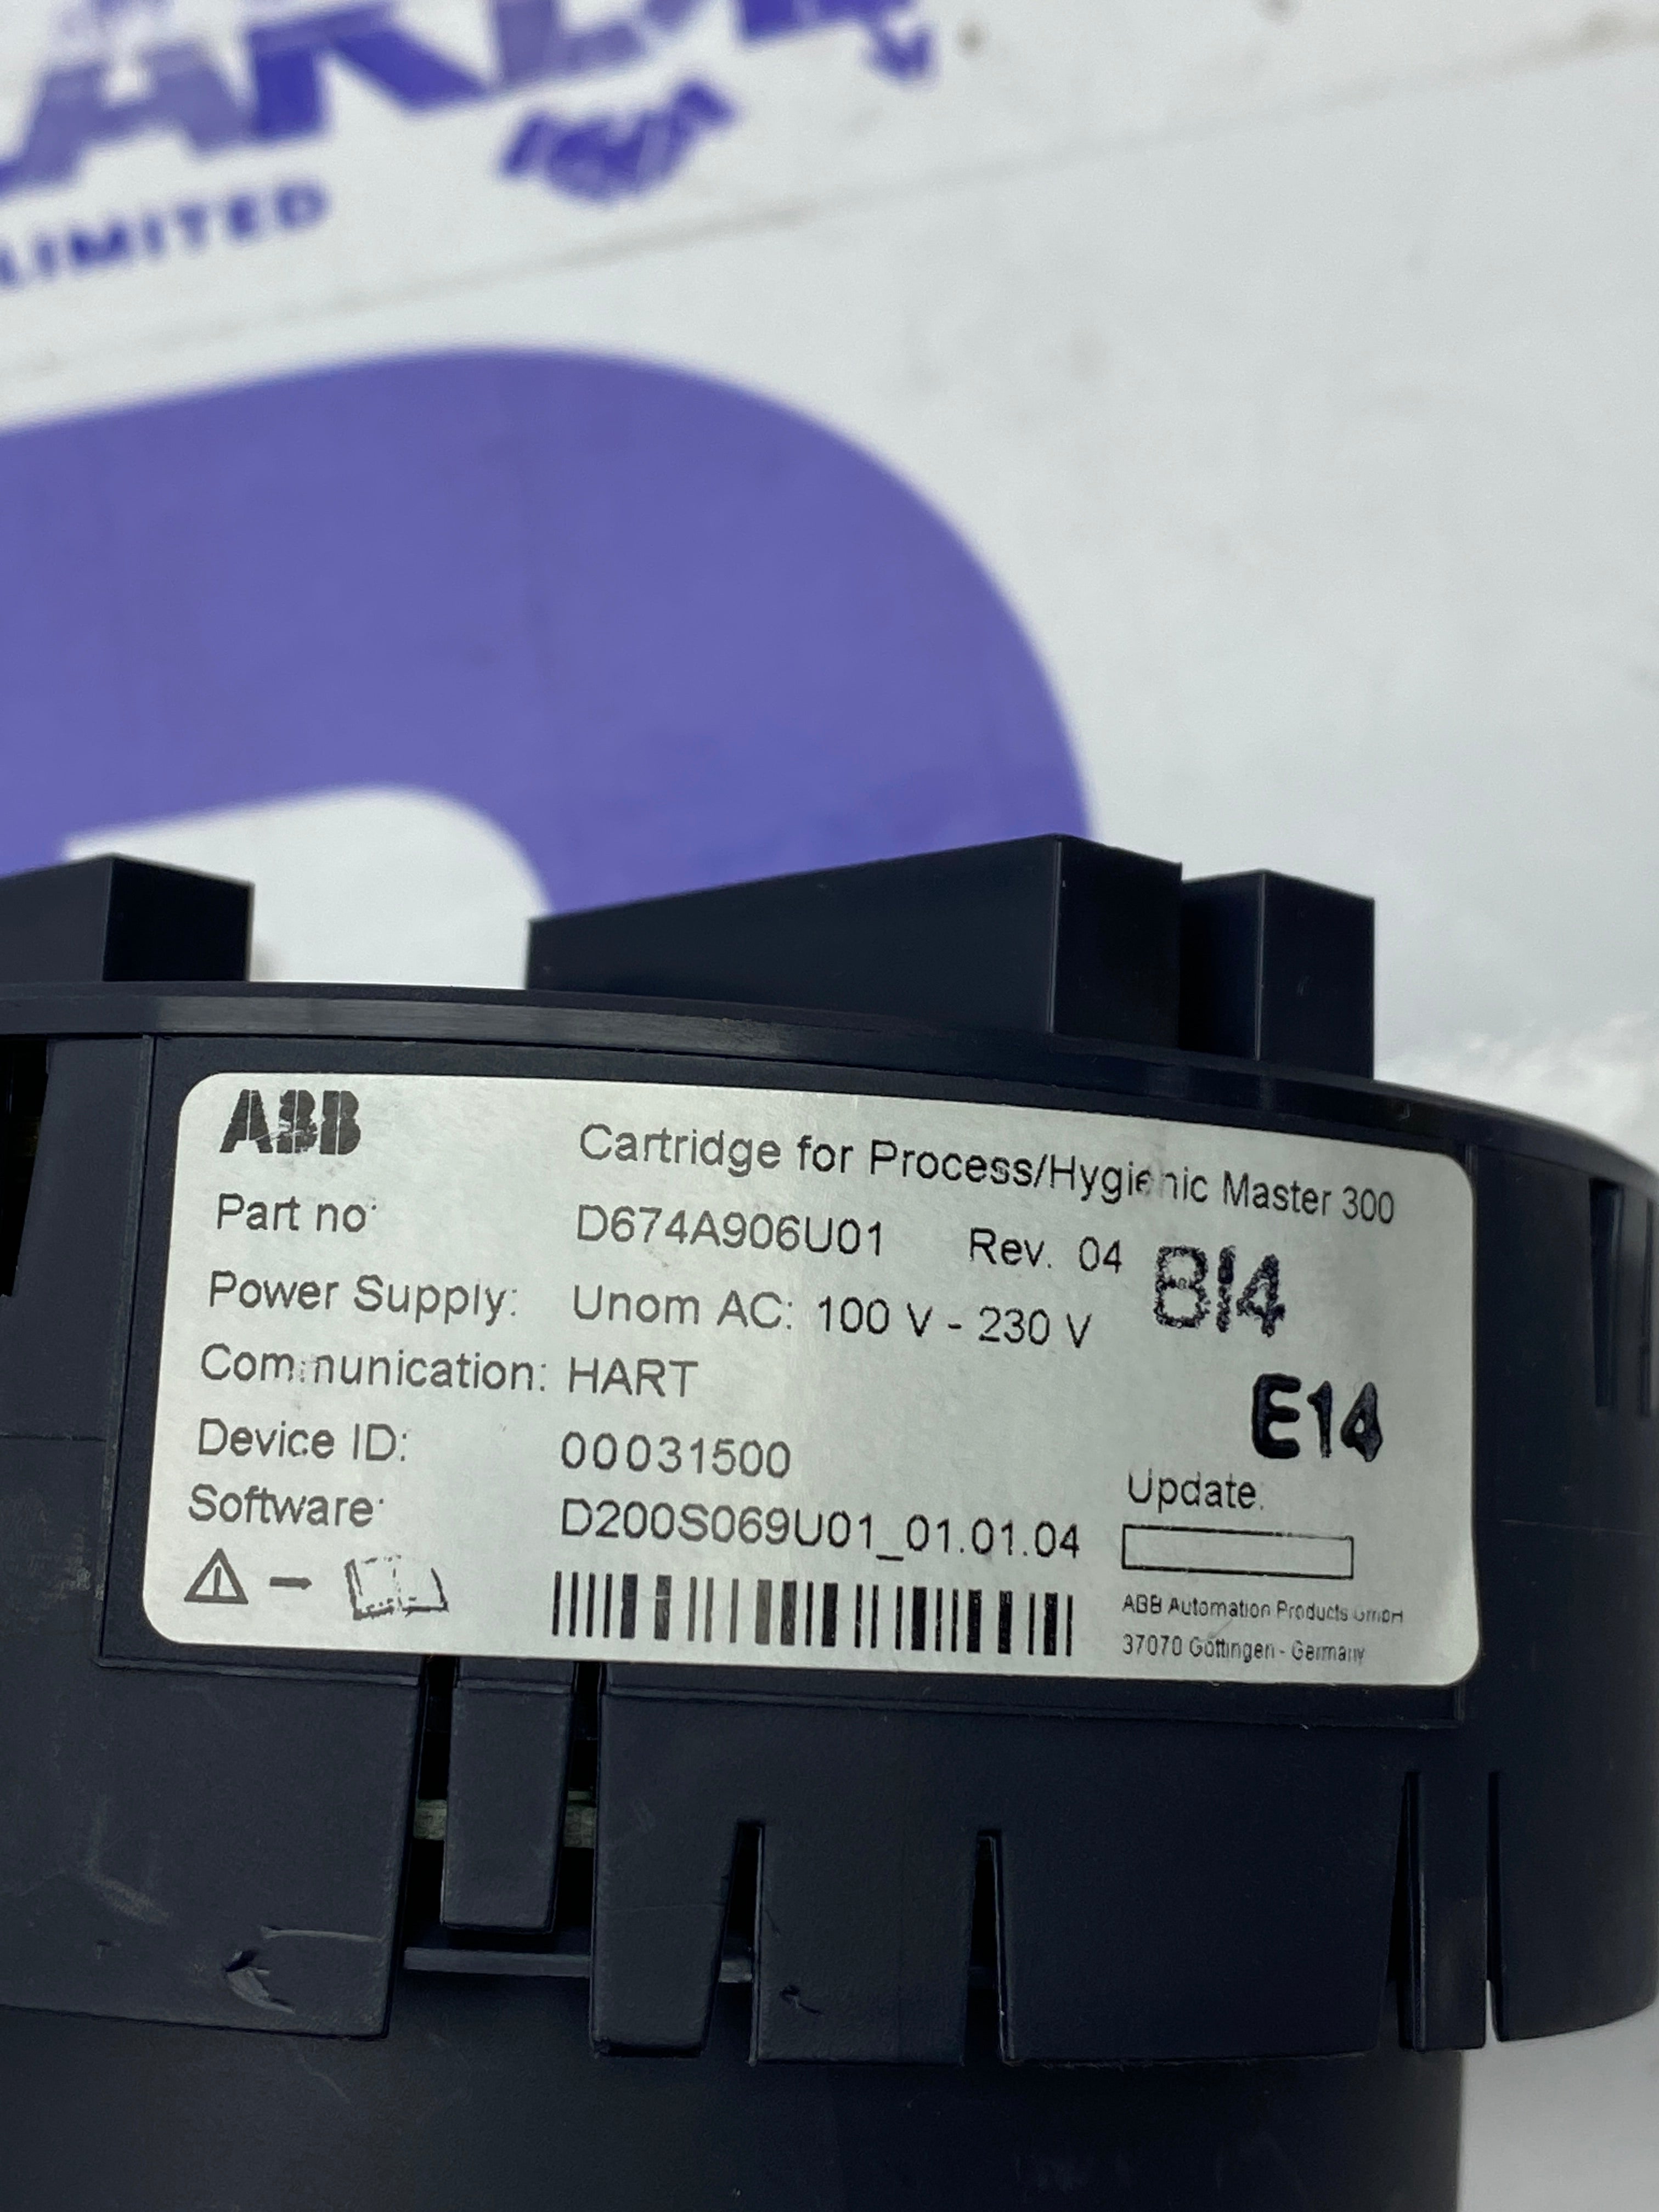 LIMITED
ABB
Cartridge for Process/Hygienic Master 300
Part no: D674A906U01 Rev. 04
B14
Power Supply: Unom AC: 100 V - 230 V
Communication: HART
E14
Device ID: 00031500
Update:
Software: D200S069U01_01.01.04
ABB Automation Products GmbH
37070 Göttingen - Germany